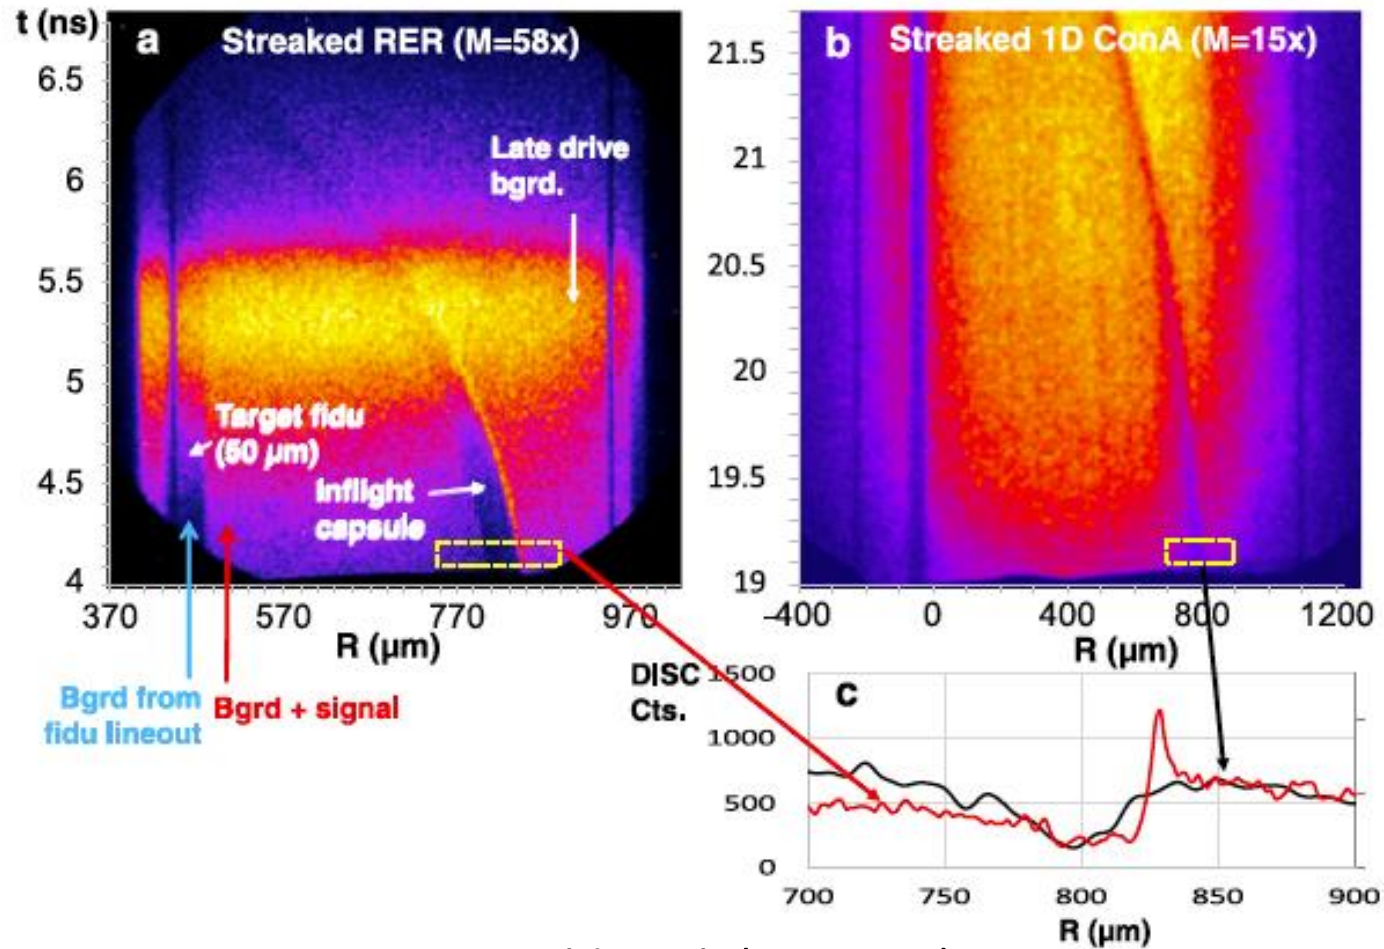 t (ns)
a
Streaked RER (M=58x)
6.5
6
5.5
5
4.5
4
Late drive
bgrd.
Target fidu
(50 µm)
Inflight
capsule
370
570
770
970
R (µm)
Bgrd from
fidu lineout
Bgrd + signal
b
Streaked 1D ConA (M=15x)
21.5
21
20.5
20
19.5
19
-400
0
400
800
1200
R (µm)
DISC
Cts.
c
1500
1000
500
0
700
750
800
850
900
R (µm)